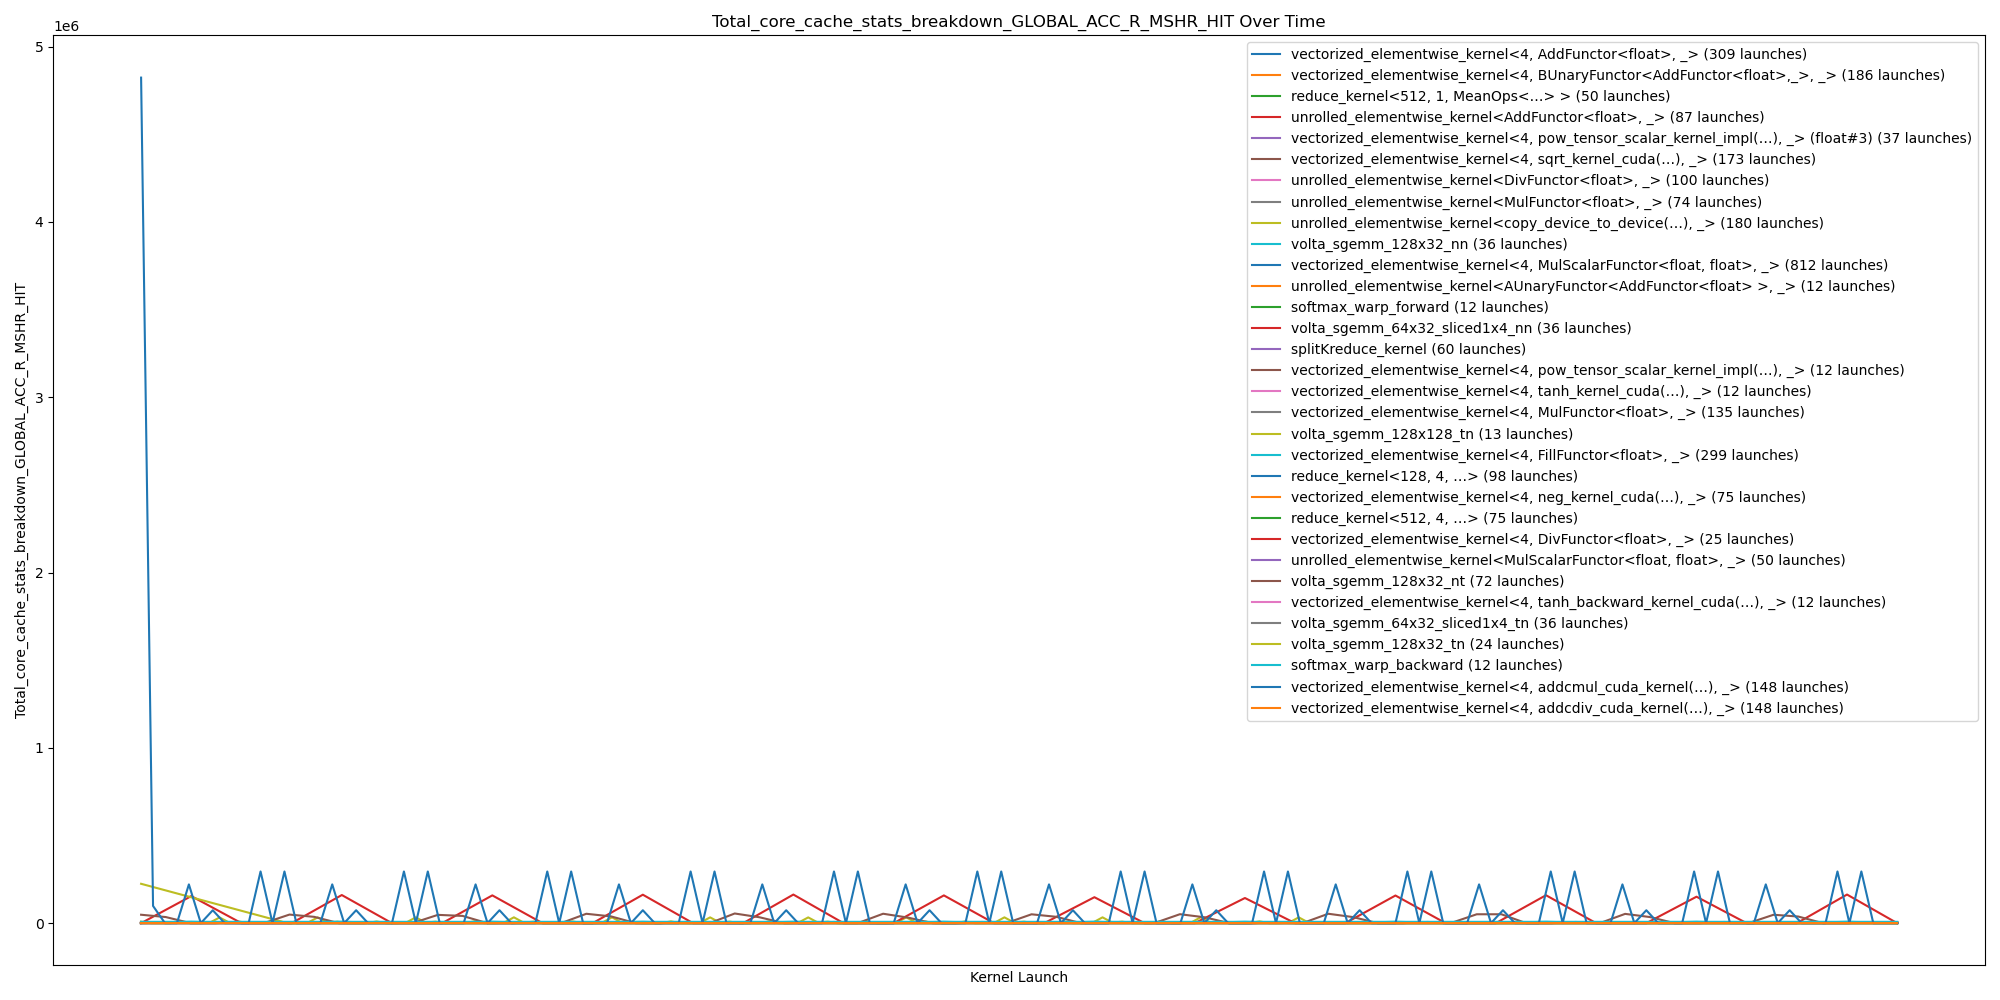 Total_core_cache_stats_breakdown_GLOBAL_ACC_R_MSHR_HIT Over Time
1e6
5
4
3
2
1
0
Total_core_cache_stats_breakdown_GLOBAL_ACC_R_MSHR_HIT
Kernel Launch
vectorized_elementwise_kernel<4, AddFunctor<float>, _> (309 launches)
vectorized_elementwise_kernel<4, BUnaryFunctor<AddFunctor<float>,_>, _> (186 launches)
reduce_kernel<512, 1, MeanOps<...> > (50 launches)
unrolled_elementwise_kernel<AddFunctor<float>, _> (87 launches)
vectorized_elementwise_kernel<4, pow_tensor_scalar_kernel_impl(...), _> (float#3) (37 launches)
vectorized_elementwise_kernel<4, sqrt_kernel_cuda(...), _> (173 launches)
unrolled_elementwise_kernel<DivFunctor<float>, _> (100 launches)
unrolled_elementwise_kernel<MulFunctor<float>, _> (74 launches)
unrolled_elementwise_kernel<copy_device_to_device(...), _> (180 launches)
volta_sgemm_128x32_nn (36 launches)
vectorized_elementwise_kernel<4, MulScalarFunctor<float, float>, _> (812 launches)
unrolled_elementwise_kernel<AUnaryFunctor<AddFunctor<float> >, _> (12 launches)
softmax_warp_forward (12 launches)
volta_sgemm_64x32_sliced1x4_nn (36 launches)
splitKreduce_kernel (60 launches)
vectorized_elementwise_kernel<4, pow_tensor_scalar_kernel_impl(...), _> (12 launches)
vectorized_elementwise_kernel<4, tanh_kernel_cuda(...), _> (12 launches)
vectorized_elementwise_kernel<4, MulFunctor<float>, _> (135 launches)
volta_sgemm_128x128_tn (13 launches)
vectorized_elementwise_kernel<4, FillFunctor<float>, _> (299 launches)
reduce_kernel<128, 4, ...> (98 launches)
vectorized_elementwise_kernel<4, neg_kernel_cuda(...), _> (75 launches)
reduce_kernel<512, 4, ...> (75 launches)
vectorized_elementwise_kernel<4, DivFunctor<float>, _> (25 launches)
unrolled_elementwise_kernel<MulScalarFunctor<float, float>, _> (50 launches)
volta_sgemm_128x32_nt (72 launches)
vectorized_elementwise_kernel<4, tanh_backward_kernel_cuda(...), _> (12 launches)
volta_sgemm_64x32_sliced1x4_tn (36 launches)
volta_sgemm_128x32_tn (24 launches)
softmax_warp_backward (12 launches)
vectorized_elementwise_kernel<4, addcmul_cuda_kernel(...), _> (148 launches)
vectorized_elementwise_kernel<4, addcdiv_cuda_kernel(...), _> (148 launches)